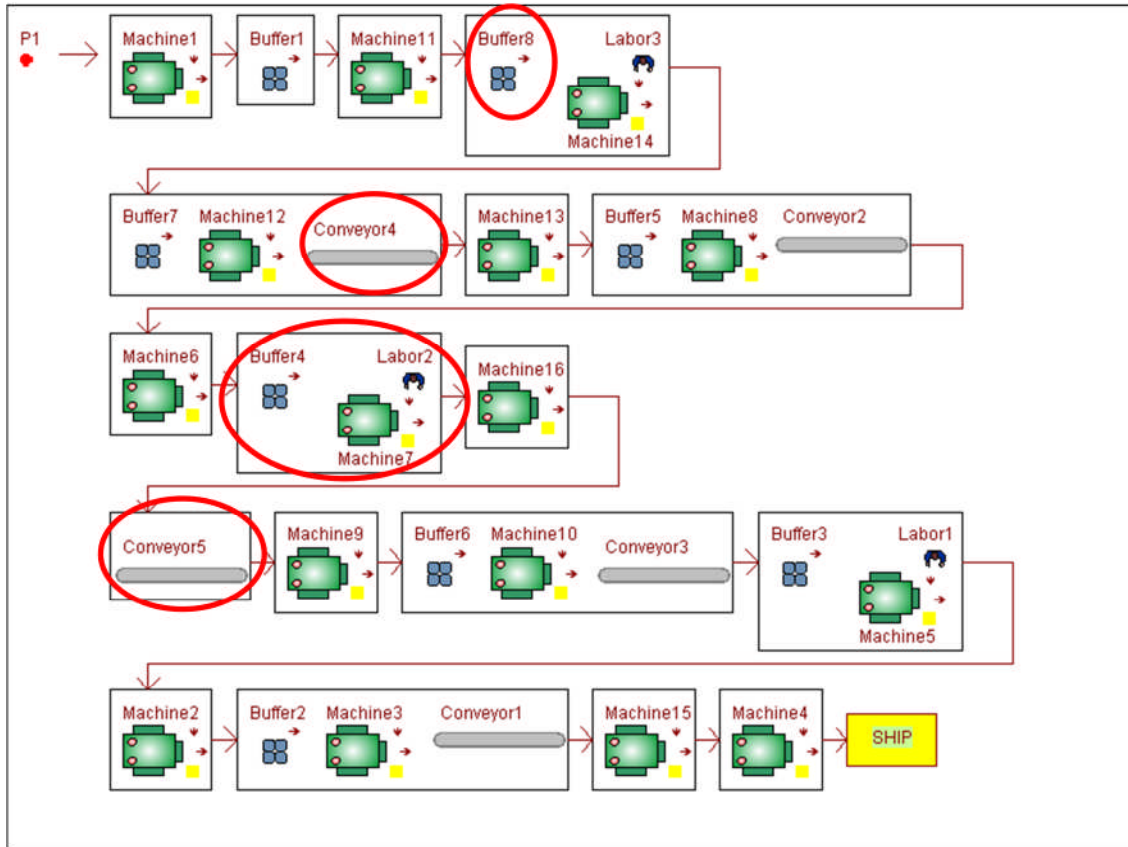 P1
Machine1
Buffer1
Machine11
Buffer8
Labor3
Machine14
Buffer7
Machine12
Conveyor4
Machine13
Buffer5
Machine8
Conveyor2
Machine6
Buffer4
Labor2
Machine7
Machine16
Conveyor5
Machine9
Buffer6
Machine10
Conveyor3
Buffer3
Labor1
Machine5
Machine2
Buffer2
Machine3
Conveyor1
Machine15
Machine4
SHIP